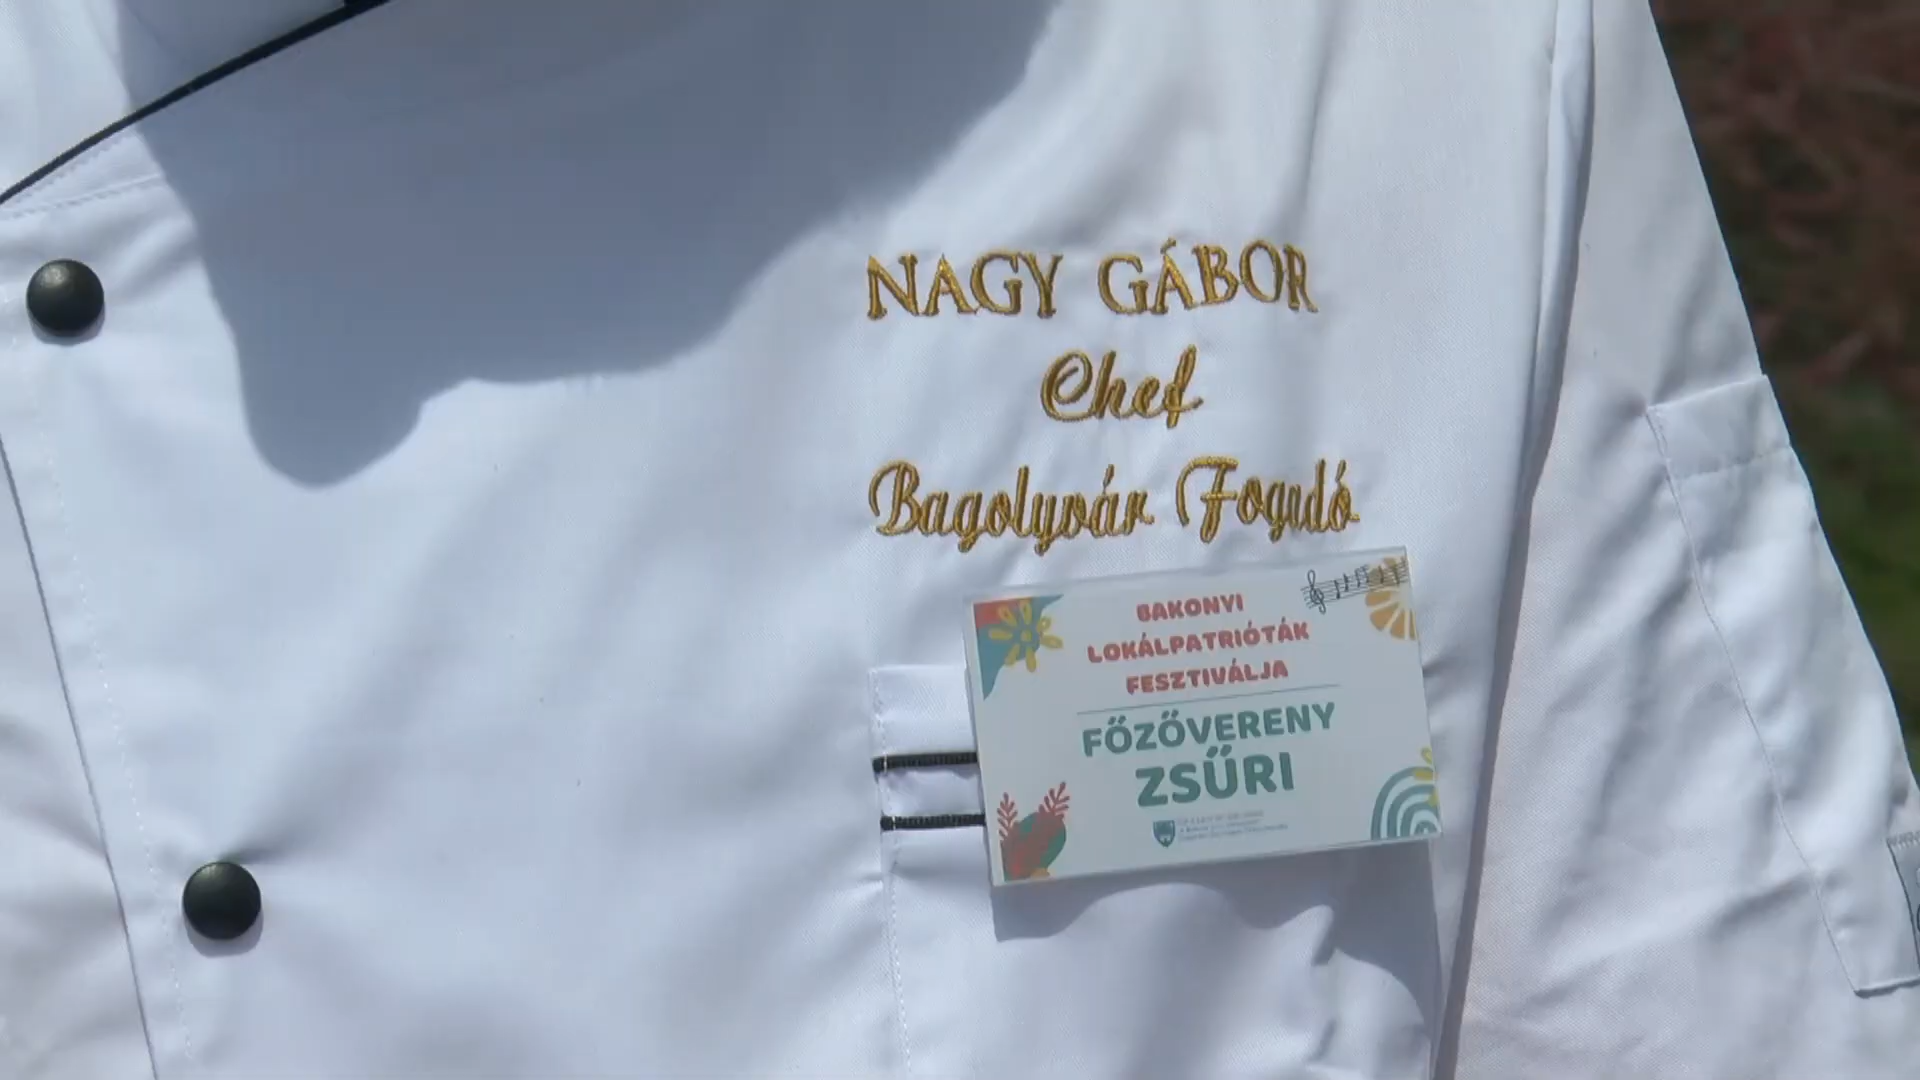 NAGY GÁBOR
Chef
Bagolyvár Fogadó
BAKONYI
LOKÁLPATRIÓTÁK
FESZTIVÁLJA
FŐZŐVERENY
ZSŰRI